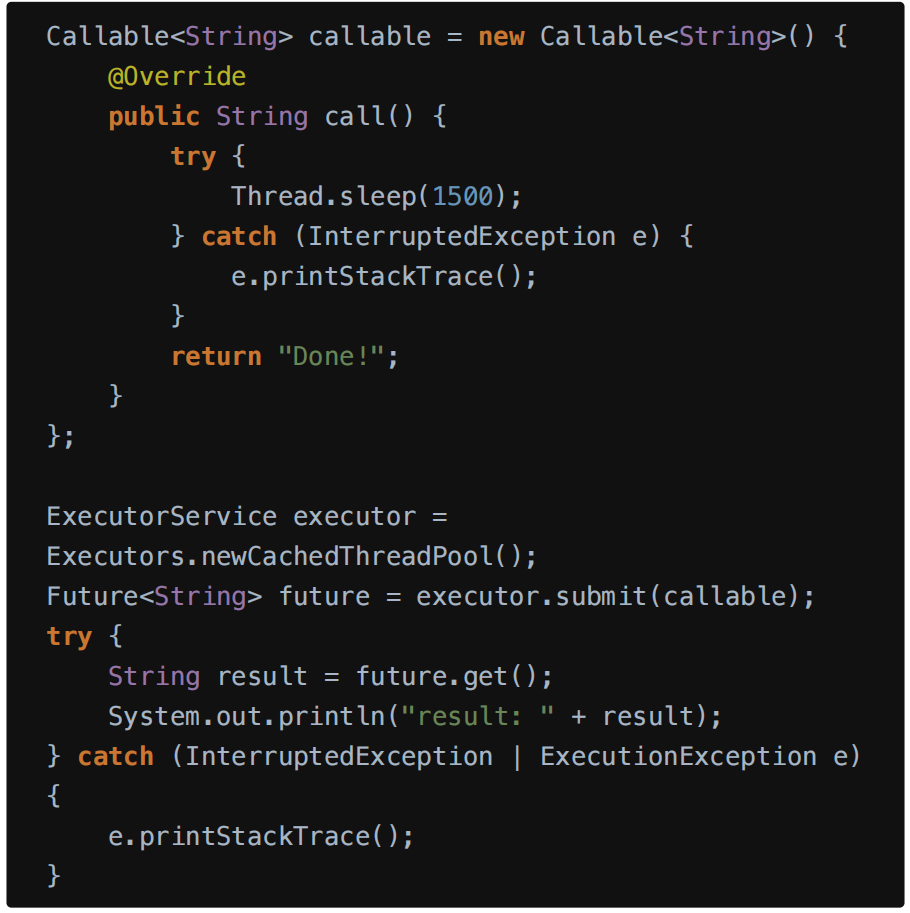 Callable<String> callable = new Callable<String>() {
    @Override
    public String call() {
        try {
            Thread.sleep(1500);
        } catch (InterruptedException e) {
            e.printStackTrace();
        }
        return "Done!";
    }
};

ExecutorService executor =
Executors.newCachedThreadPool();
Future<String> future = executor.submit(callable);
try {
    String result = future.get();
    System.out.println("result: " + result);
} catch (InterruptedException | ExecutionException e)
{
    e.printStackTrace();
}